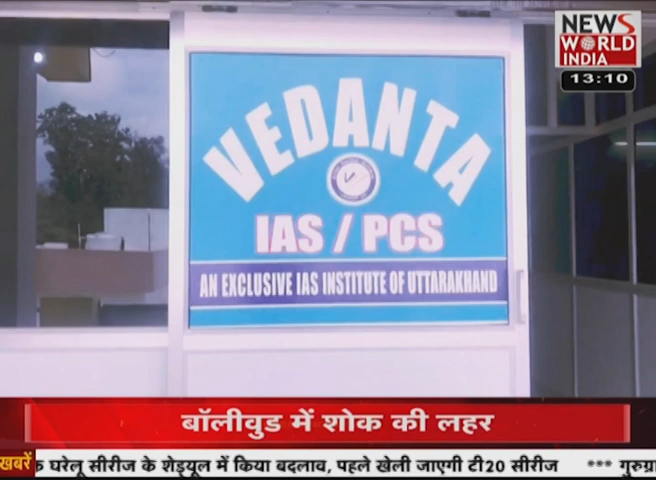 NEWS
WORLD
INDIA
13:10
VEDANTA
IAS / PCS
AN EXCLUSIVE IAS INSTITUTE OF UTTARAKHAND
बॉलीवुड में शोक की लहर
खबरें घरेलू सीरीज के शेड्यूल में किया बदलाव, पहले खेली जाएगी टी20 सीरीज *** गुरुग्रा